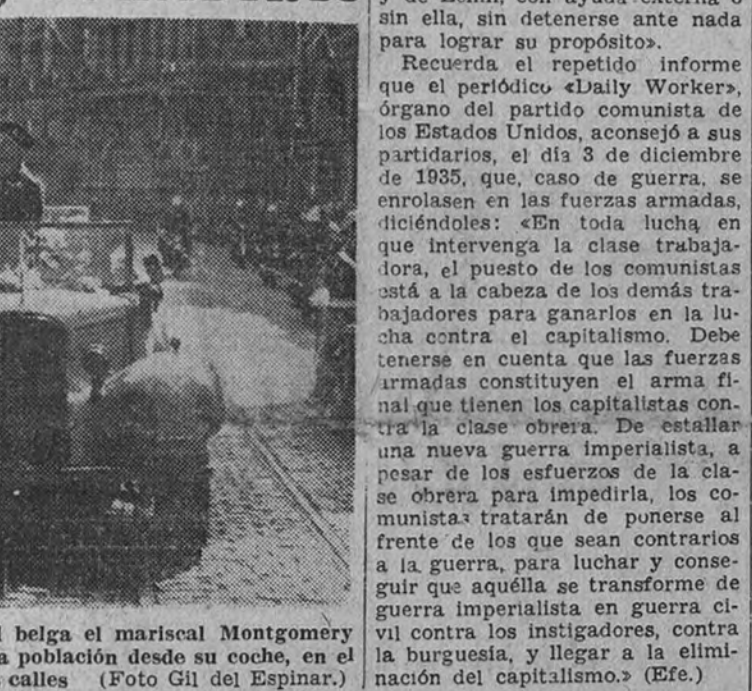 l belga el mariscal Montgomery
a población desde su coche, en el
calles (Foto Gil del Espinar.)
sin ella, sin detenerse ante nada
para lograr su propósito».
Recuerda el repetido informe
que el periódico «Daily Worker»,
órgano del partido comunista de
los Estados Unidos, aconsejó a sus
partidarios, el día 3 de diciembre
de 1935, que, caso de guerra, se
enrolasen en las fuerzas armadas,
diciéndoles: «En toda lucha en
que intervenga la clase trabaja-
dora, el puesto de los comunistas
está a la cabeza de los demás tra-
bajadores para ganarlos en la lu-
cha contra el capitalismo. Debe
tenerse en cuenta que las fuerzas
armadas constituyen el arma fi-
nal que tienen los capitalistas con-
tra la clase obrera. De estallar
una nueva guerra imperialista, a
pesar de los esfuerzos de la cla-
se obrera para impedirla, los co-
munistas tratarán de ponerse al
frente de los que sean contrarios
a la guerra, para luchar y conse-
guir que aquélla se transforme de
guerra imperialista en guerra ci-
vil contra los instigadores, contra
la burguesía, y llegar a la elimi-
nación del capitalismo.» (Efe.)